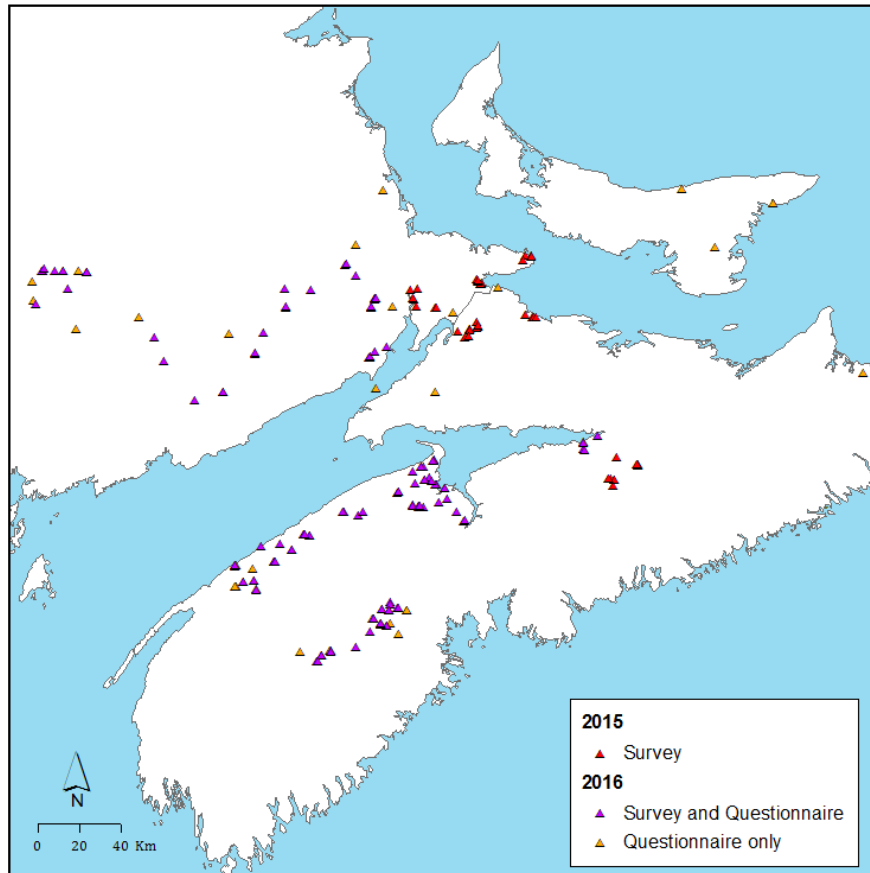 2015
Survey
2016
Survey and Questionnaire
Questionnaire only
N
0 20 40 Km